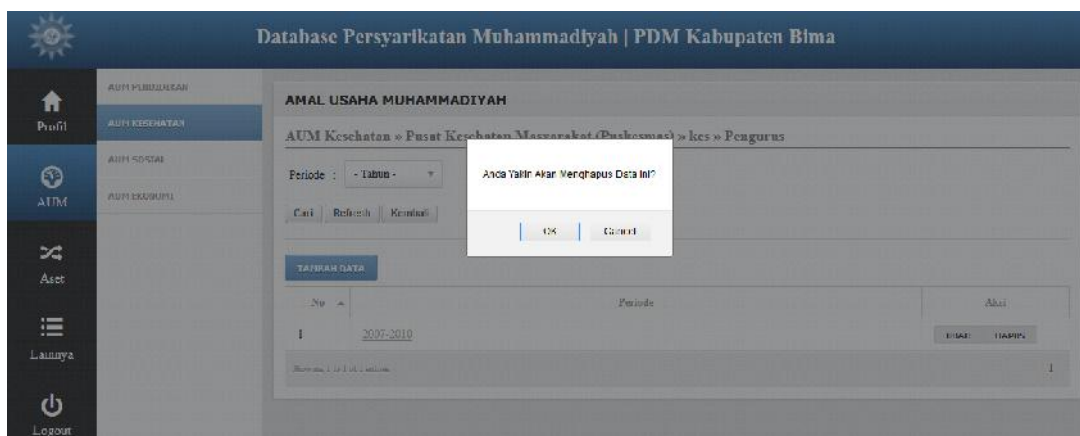 Database Persyarikatan Muhammadiyah | PDM Kabupaten Bima
Profil
AUM
Aset
Lainnya
Logout
AUM PENDIDIKAN
AUM KESEHATAN
AUM SOSIAL
AUM EKONOMI
AMAL USAHA MUHAMMADIYAH
AUM Kesehatan » Pusat Kesehatan Masyarakat (Puskesmas) » kes » Pengurus
Periode : - Tahun -
Cari Refresh Kembali
Anda Yakin Akan Menghapus Data Ini?
OK Cancel
TAMBAH DATA
No Periode Aksi
1 2007-2010 UBAH HAPUS
1